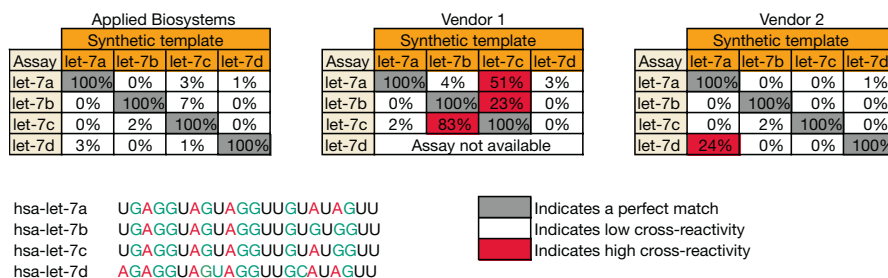 Applied Biosystems
Synthetic template
Assay let-7a let-7b let-7c let-7d
let-7a 100% 0% 3% 1%
let-7b 0% 100% 7% 0%
let-7c 0% 2% 100% 0%
let-7d 3% 0% 1% 100%
Vendor 1
Synthetic template
Assay let-7a let-7b let-7c let-7d
let-7a 100% 4% 51% 3%
let-7b 0% 100% 23% 0%
let-7c 2% 83% 100% 0%
let-7d Assay not available
Vendor 2
Synthetic template
Assay let-7a let-7b let-7c let-7d
let-7a 100% 0% 0% 1%
let-7b 0% 100% 0% 0%
let-7c 0% 2% 100% 0%
let-7d 24% 0% 0% 100%
hsa-let-7a UGAGGUAGUAGGUUGUAUAGUU
hsa-let-7b UGAGGUAGUAGGUUGUGUGGUU
hsa-let-7c UGAGGUAGUAGGUUGUAUGGUU
hsa-let-7d AGAGGUAGUAGGUUGCAUAGUU
Indicates a perfect match
Indicates low cross-reactivity
Indicates high cross-reactivity